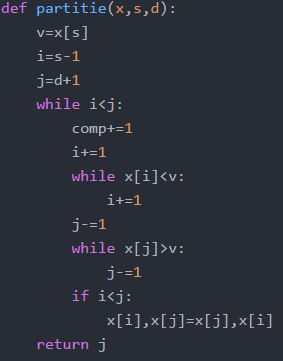 def partitie(x,s,d):
    v=x[s]
    i=s-1
    j=d+1
    while i<j:
        comp+=1
        i+=1
        while x[i]<v:
            i+=1
        j-=1
        while x[j]>v:
            j-=1
        if i<j:
            x[i],x[j]=x[j],x[i]
    return j